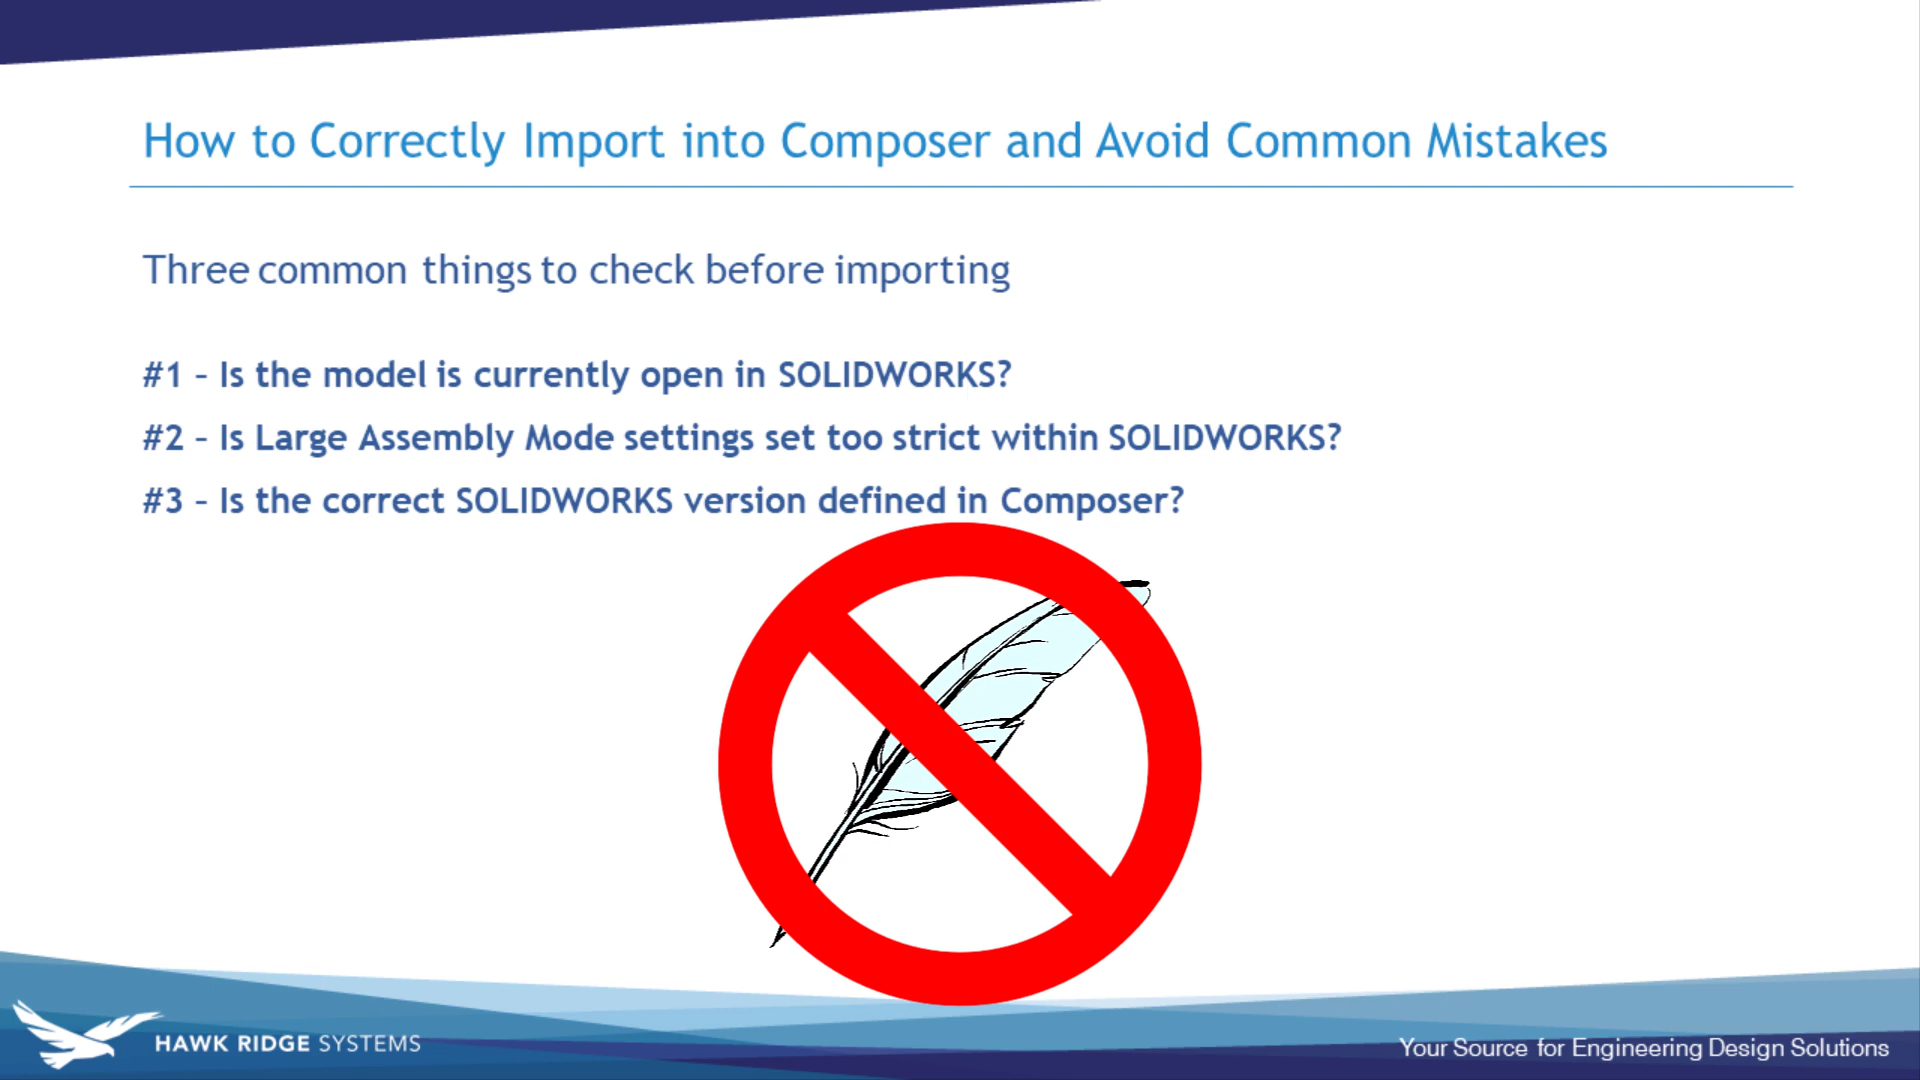 How to Correctly Import into Composer and Avoid Common Mistakes
Three common things to check before importing
#1 – Is the model is currently open in SOLIDWORKS?
#2 – Is Large Assembly Mode settings set too strict within SOLIDWORKS?
#3 – Is the correct SOLIDWORKS version defined in Composer?
HAWK RIDGE SYSTEMS
Your Source for Engineering Design Solutions